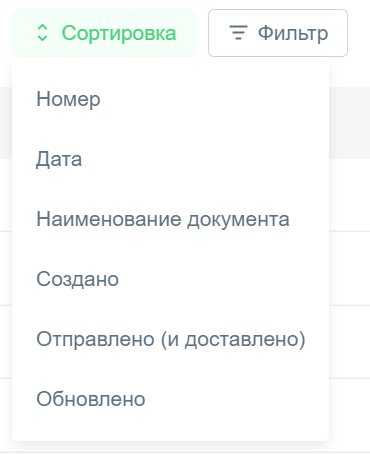 Сортировка Фильтр
Номер
Дата
Наименование документа
Создано
Отправлено (и доставлено)
Обновлено